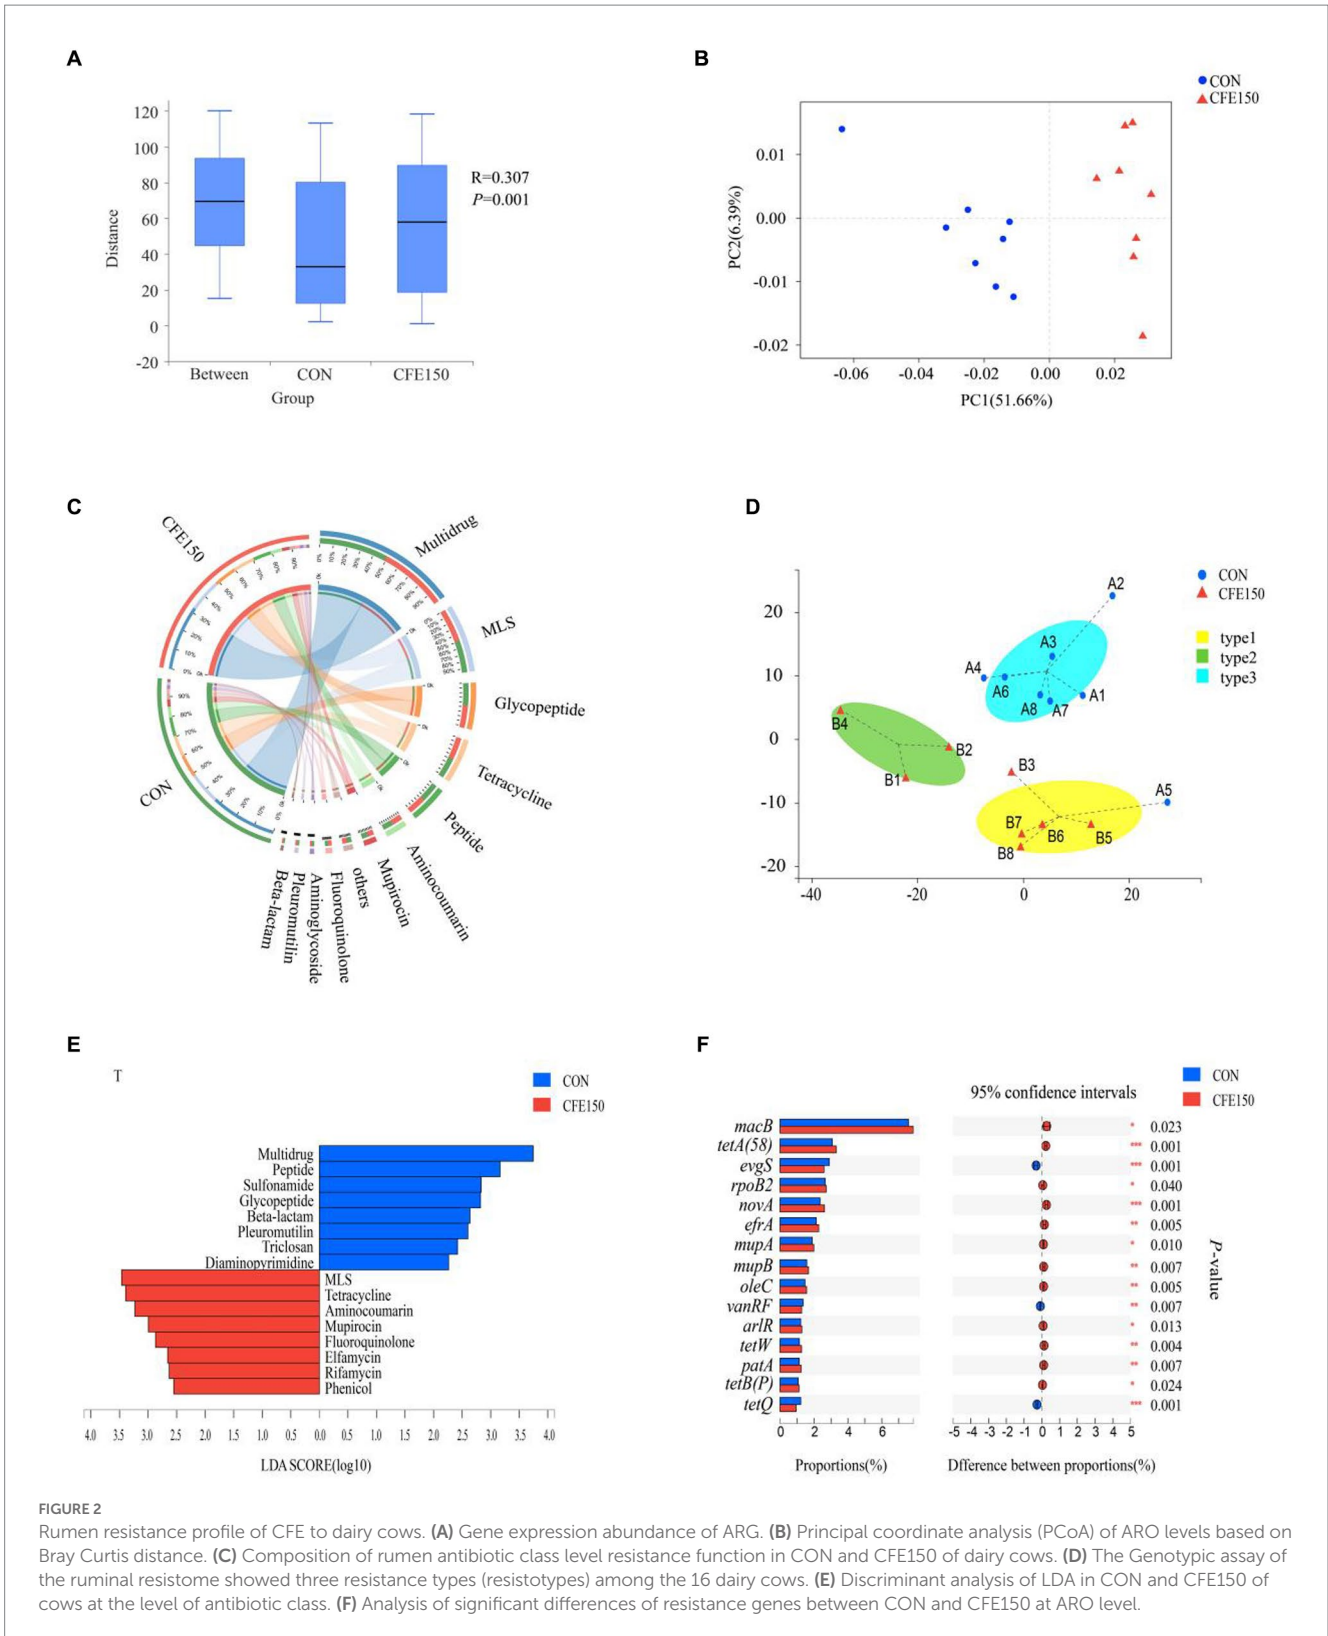 A
120
100
80
60
40
20
0
-20
Distance
Between
CON
CFE150
Group
R=0.307
P=0.001
B
CON
CFE150
0.01
0.00
-0.01
-0.02
PC2(6.39%)
-0.06
-0.04
-0.02
0.00
0.02
PC1(51.66%)
C
CFE150
Multidrug
MLS
Glycopeptide
Tetracycline
Peptide
Aminocoumarin
Mupirocin
others
Fluoroquinolone
Aminoglycoside
Pleuromutilin
Beta-lactam
CON
D
CON
CFE150
type1
type2
type3
20
10
0
-10
-20
-40
0
20
A2
A3
A4
A6
A8
A7
A1
B4
B2
B1
B3
A5
B7
B6
B5
B8
E
T
CON
CFE150
Multidrug
Peptide
Sulfonamide
Glycopeptide
Beta-lactam
Pleuromutilin
Triclosan
Diaminopyrimidine
MLS
Tetracycline
Aminocoumarin
Mupirocin
Fluoroquinolone
Elfamycin
Rifamycin
Phenicol
4.0 3.5 3.0 2.5 2.0 1.5 1.0 0.5 0.0 0.5 1.0 1.5 2.0 2.5 3.0 3.5 4.0
LDA SCORE(log10)
F
CON
CFE150
95% confidence intervals
macB * 0.023
tetA(58) *** 0.001
evgS *** 0.001
rpoB2 * 0.040
novA *** 0.001
efrA ** 0.005
mupA * 0.010
mupB ** 0.007
oleC ** 0.005
vanRF ** 0.007
arlR * 0.013
tetW ** 0.004
patA ** 0.007
tetB(P) * 0.024
tetQ *** 0.001
P-value
0 2 4 6
-5 -4 -3 -2 -1 0 1 2 3 4 5
Proportions(%)
Dfference between proportions(%)
FIGURE 2
Rumen resistance profile of CFE to dairy cows. (A) Gene expression abundance of ARG. (B) Principal coordinate analysis (PCoA) of ARO levels based on
Bray Curtis distance. (C) Composition of rumen antibiotic class level resistance function in CON and CFE150 of dairy cows. (D) The Genotypic assay of
the ruminal resistome showed three resistance types (resistotypes) among the 16 dairy cows. (E) Discriminant analysis of LDA in CON and CFE150 of
cows at the level of antibiotic class. (F) Analysis of significant differences of resistance genes between CON and CFE150 at ARO level.